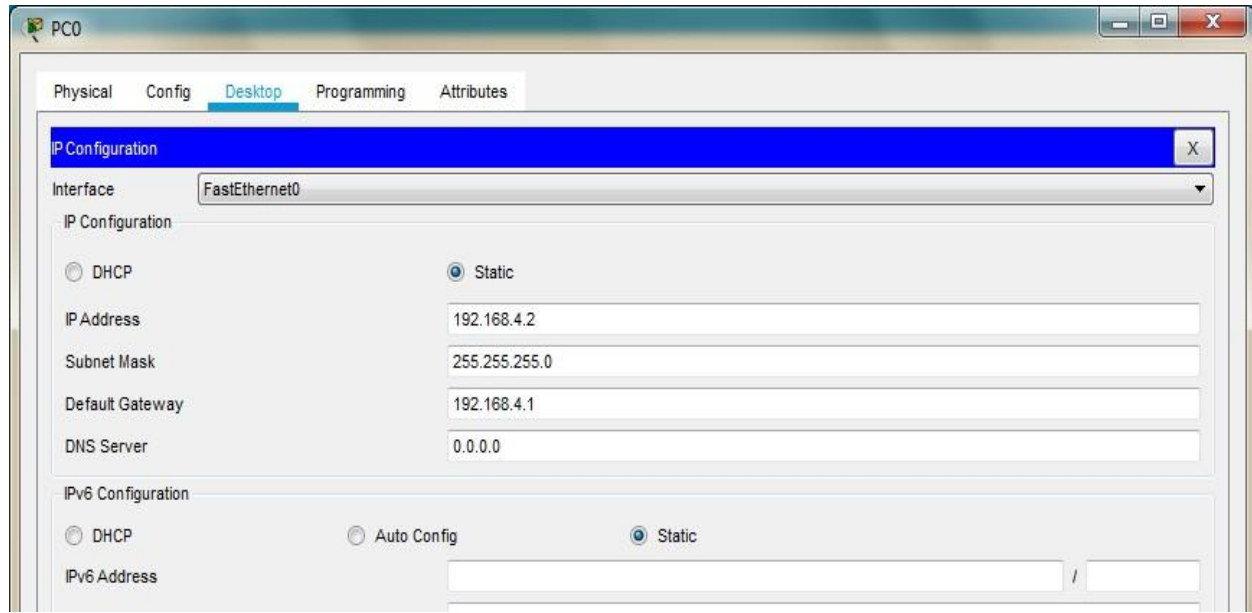 PC0
X
Physical Config Desktop Programming Attributes
IP Configuration X
Interface FastEthernet0
IP Configuration
DHCP Static
IP Address 192.168.4.2
Subnet Mask 255.255.255.0
Default Gateway 192.168.4.1
DNS Server 0.0.0.0
IPv6 Configuration
DHCP Auto Config Static
IPv6 Address /